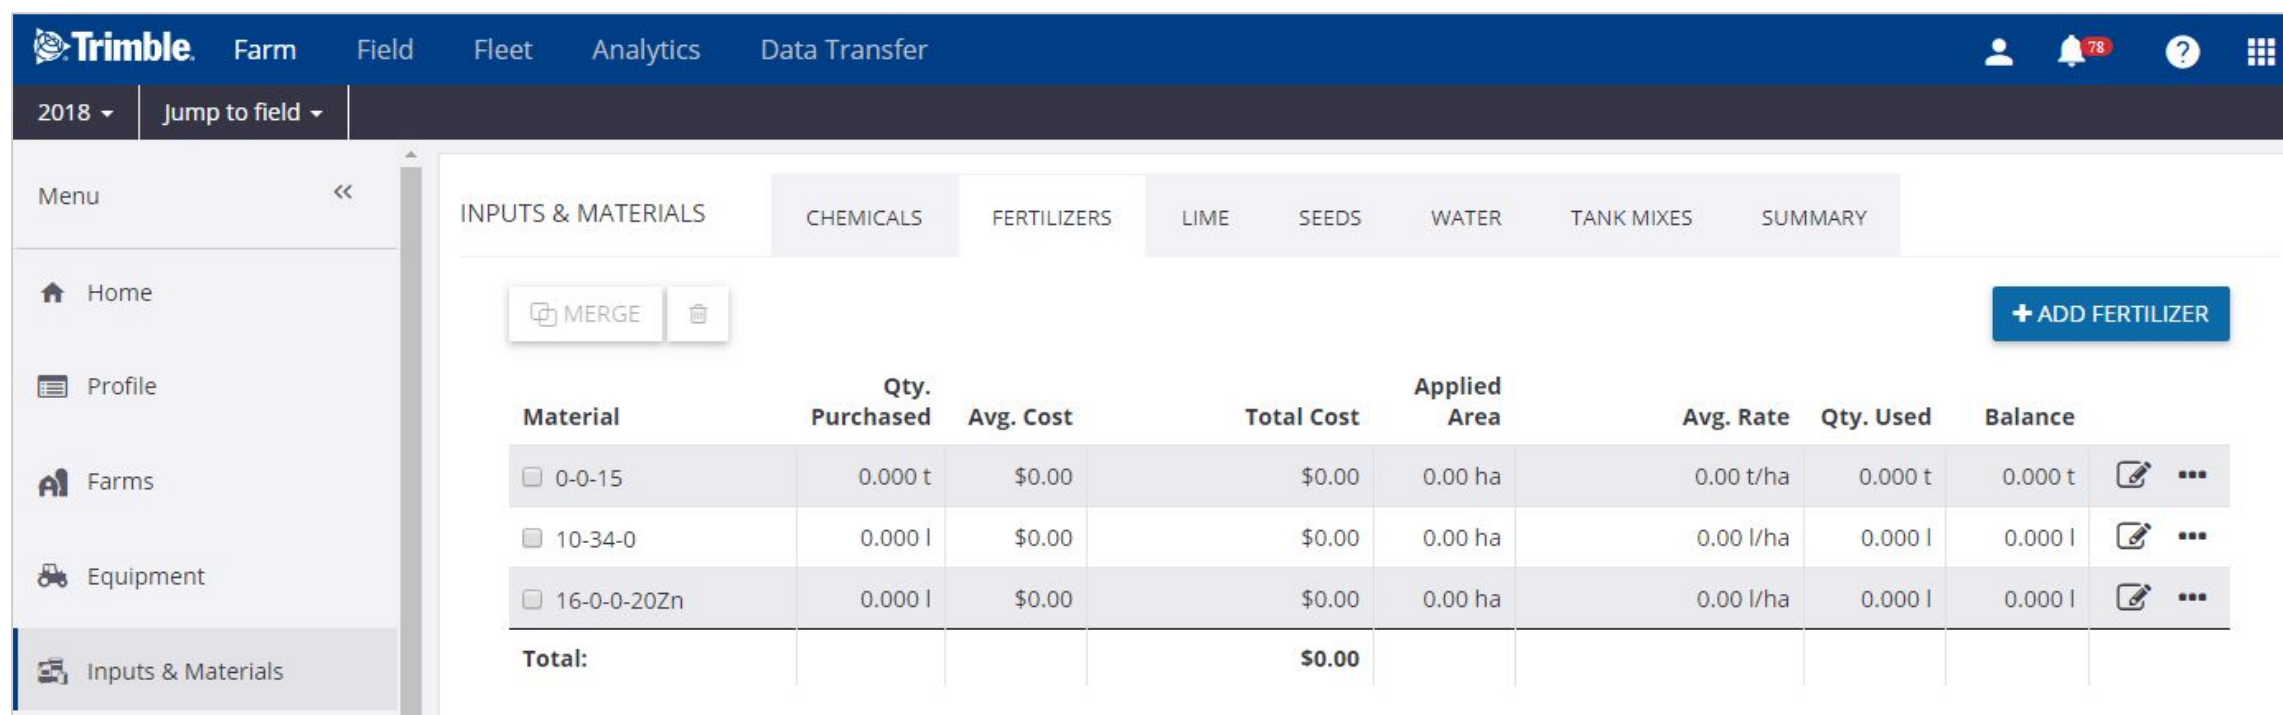 Trimble. Farm Field Fleet Analytics Data Transfer 78 ?
2018 Jump to field
Menu «
INPUTS & MATERIALS CHEMICALS FERTILIZERS LIME SEEDS WATER TANK MIXES SUMMARY
Home
MERGE + ADD FERTILIZER
Profile
Material Qty. Purchased Avg. Cost Total Cost Applied Area Avg. Rate Qty. Used Balance
Farms
0-0-15 0.000 t $0.00 $0.00 0.00 ha 0.00 t/ha 0.000 t 0.000 t
10-34-0 0.000 l $0.00 $0.00 0.00 ha 0.00 l/ha 0.000 l 0.000 l
Equipment
16-0-0-20Zn 0.000 l $0.00 $0.00 0.00 ha 0.00 l/ha 0.000 l 0.000 l
Inputs & Materials
Total: $0.00